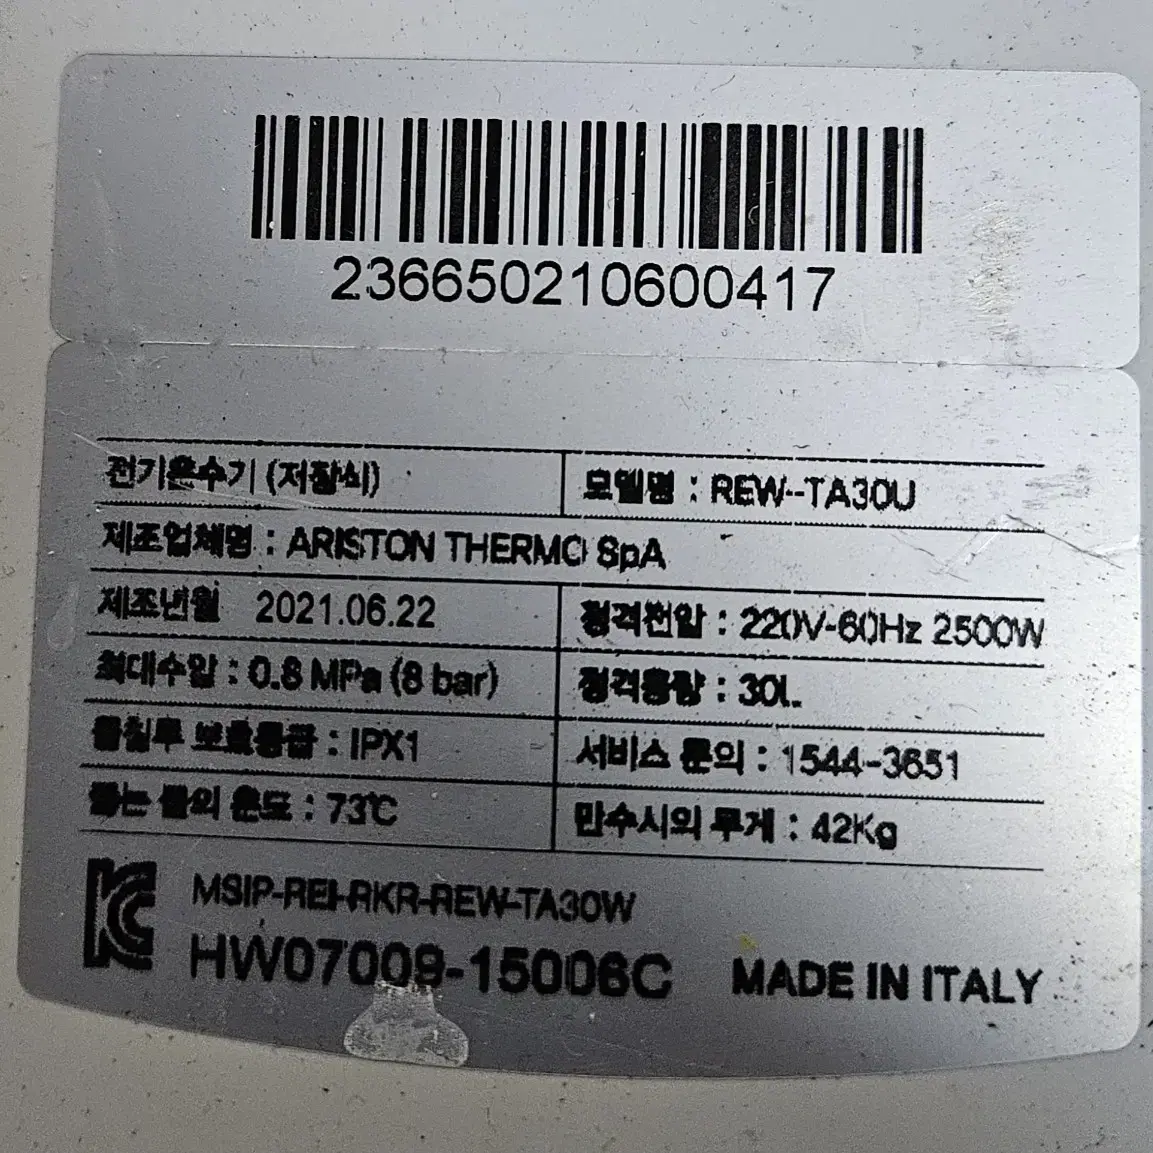 236650210600417
전기온수기 (저장식) 모델명 : REW-TA30U
제조업체명 : ARISTON THERMO SpA
제조년월 2021.06.22 정격전압 : 220V-60Hz 2500W
최대수압 : 0.8 MPa (8 bar) 정격용량 : 30L
물침투 보호등급 : IPX1 서비스 문의 : 1544-3651
끓는 물의 온도 : 73℃ 만수시의 무게 : 42Kg
MSIP-REI-RKR-REW-TA30W
HW07009-15006C MADE IN ITALY